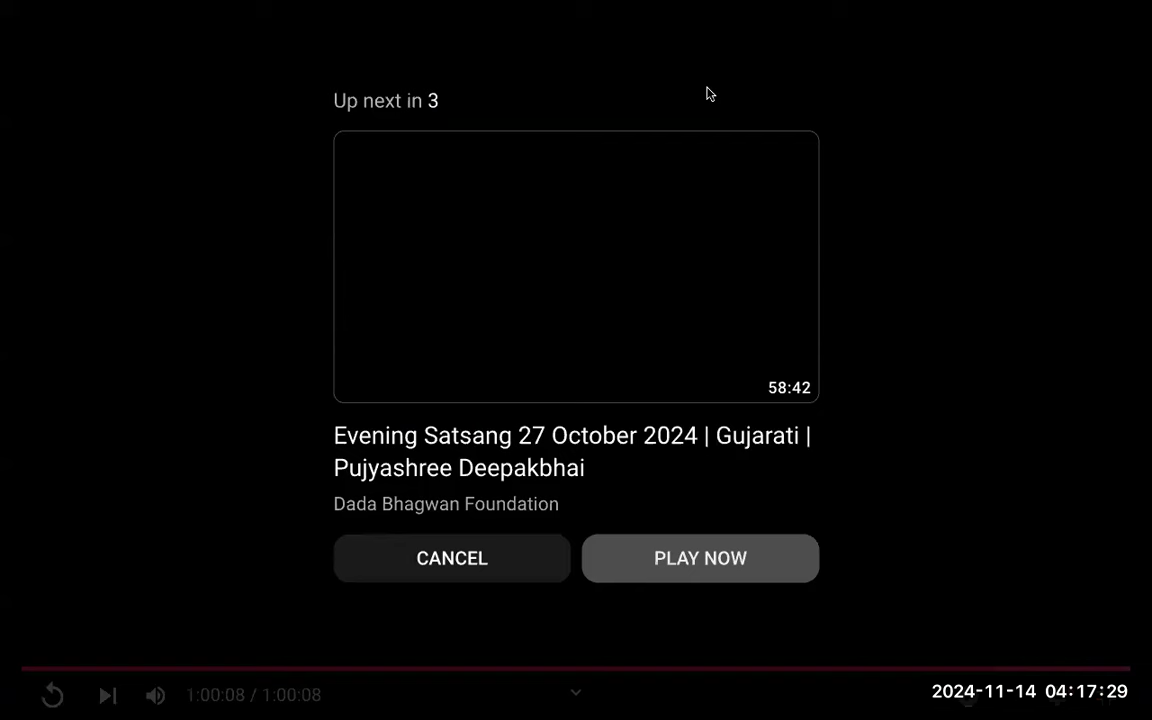 Up next in 3
58:42
Evening Satsang 27 October 2024 | Gujarati |
Pujyashree Deepakbhai
Dada Bhagwan Foundation
CANCEL
PLAY NOW
1:00:08 / 1:00:08
2024-11-14 04:17:29